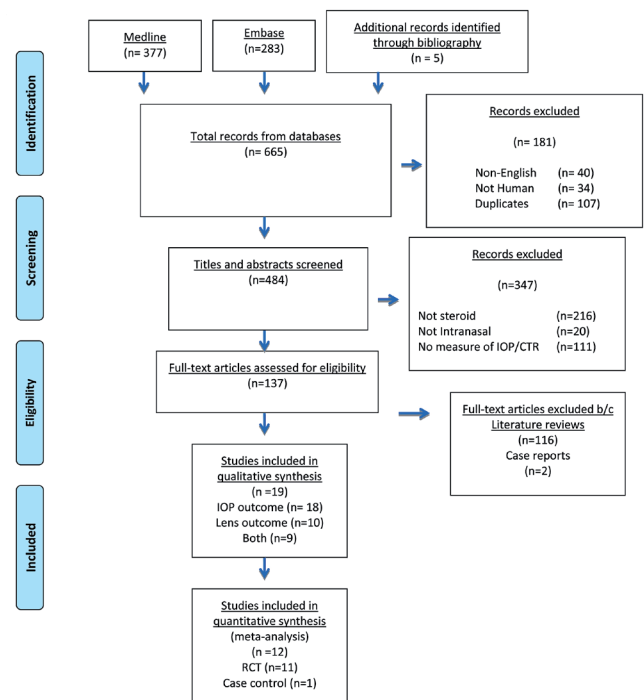 Medline
(n= 377)
Embase
(n=283)
Additional records identified
through bibliography
(n = 5)
Identification
Total records from databases
(n= 665)
Records excluded
(n = 181)
Non-English (n= 40)
Not Human (n= 34)
Duplicates (n= 107)
Screening
Titles and abstracts screened
(n=484)
Records excluded
(n=347)
Not steroid (n=216)
Not Intranasal (n=20)
No measure of IOP/CTR (n=111)
Eligibility
Full-text articles assessed for eligibility
(n=137)
Full-text articles excluded b/c
Literature reviews
(n=116)
Case reports
(n=2)
Studies included in
qualitative synthesis
(n =19)
IOP outcome (n= 18)
Lens outcome (n=10)
Both (n=9)
Included
Studies included in
quantitative synthesis
(meta-analysis)
(n =12)
RCT (n=11)
Case control (n=1)